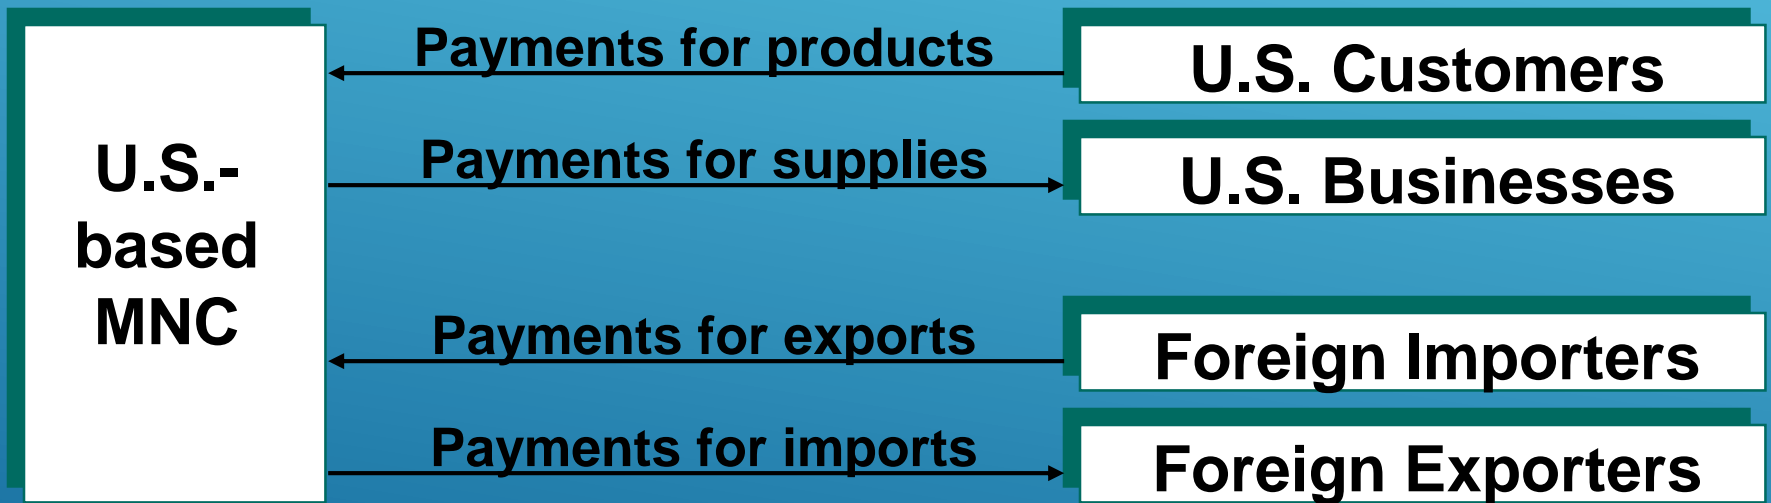 U.S.-
based
MNC
Payments for products
U.S. Customers
Payments for supplies
U.S. Businesses
Payments for exports
Foreign Importers
Payments for imports
Foreign Exporters